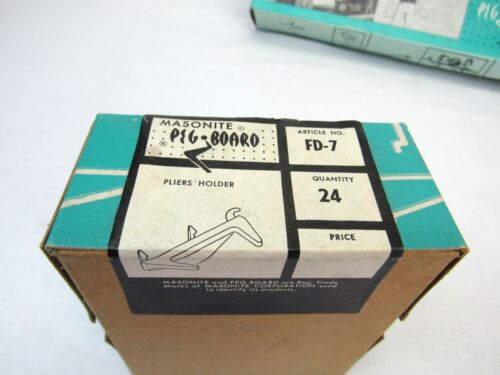 MASONITE ®
® PEG-BOARD
PLIERS HOLDER
ARTICLE NO.
FD-7
QUANTITY
24
PRICE
MASONITE and PEG BOARD are Reg. Trade
Marks of MASONITE CORPORATION used
to identify its products.
PEG